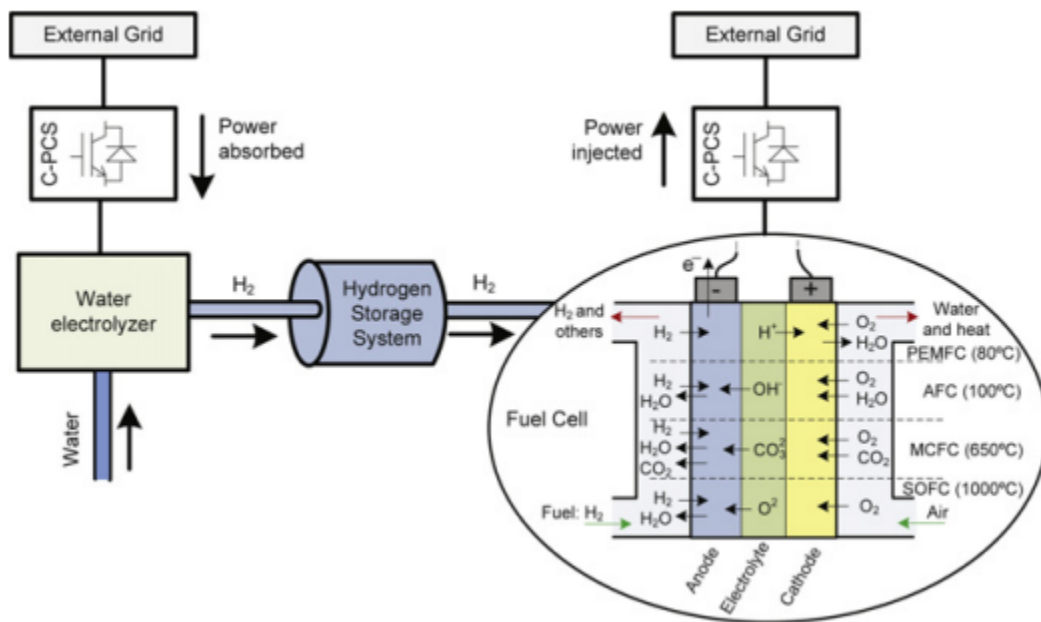 External Grid
C-PCS
Power
absorbed
Water
electrolyzer
Water
H2
Hydrogen
Storage
System
H2
External Grid
Power
injected
C-PCS
Fuel Cell
e-
-
+
H2 and
others
H2
H+
O2
H2O
Water
and heat
PEMFC (80ºC)
H2
H2O
OH-
O2
H2O
AFC (100ºC)
H2
H2O
CO2
CO32
O2
CO2
MCFC (650ºC)
SOFC (1000ºC)
Fuel: H2
H2
H2O
O2
O2
Air
Anode
Electrolyte
Cathode